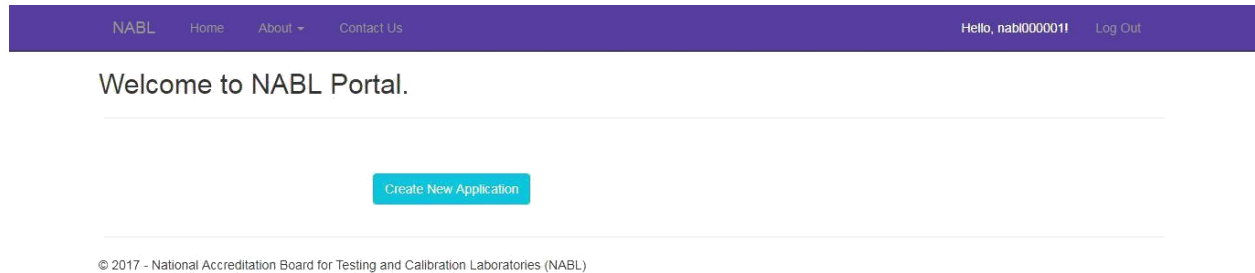 NABL Home About Contact Us Hello, nabl000001! Log Out
Welcome to NABL Portal.
Create New Application
© 2017 - National Accreditation Board for Testing and Calibration Laboratories (NABL)